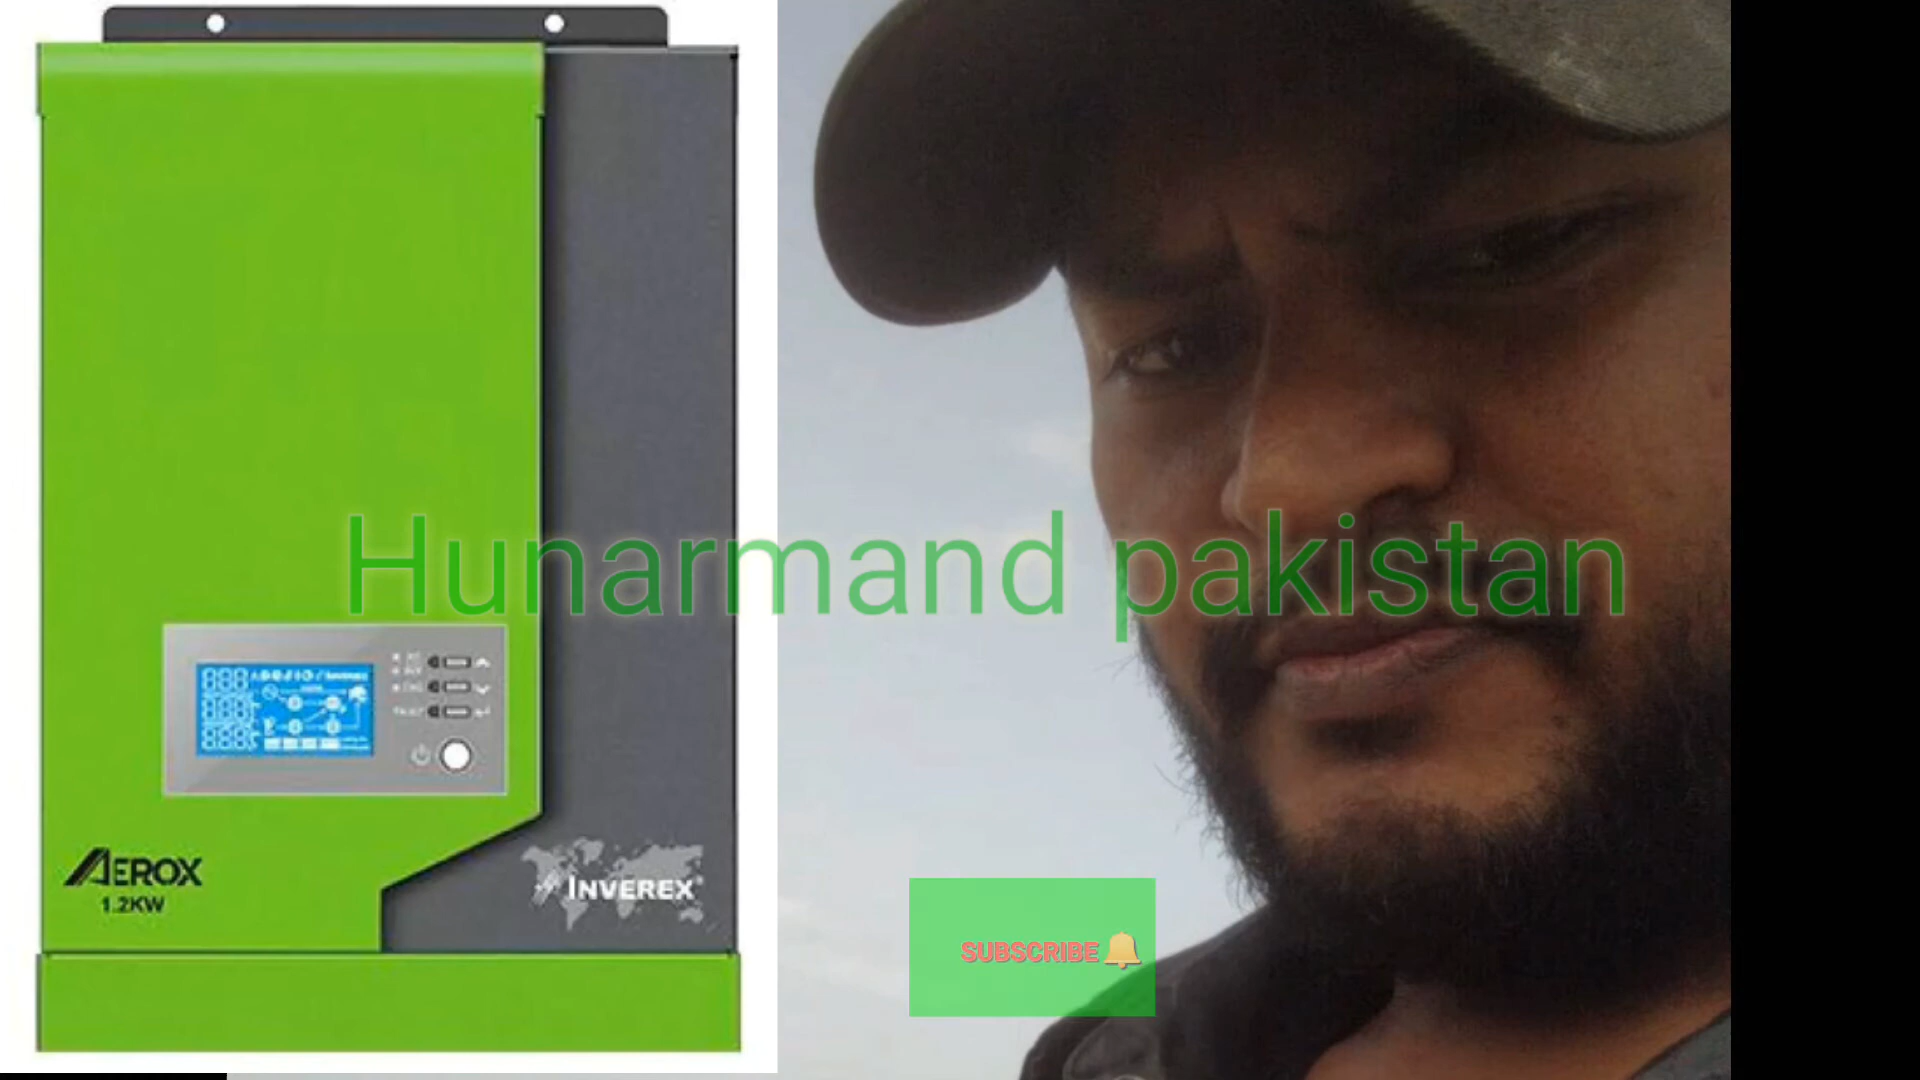 Hunarmand pakistan
AEROX
1.2KW
INVEREX®
SUBSCRIBE